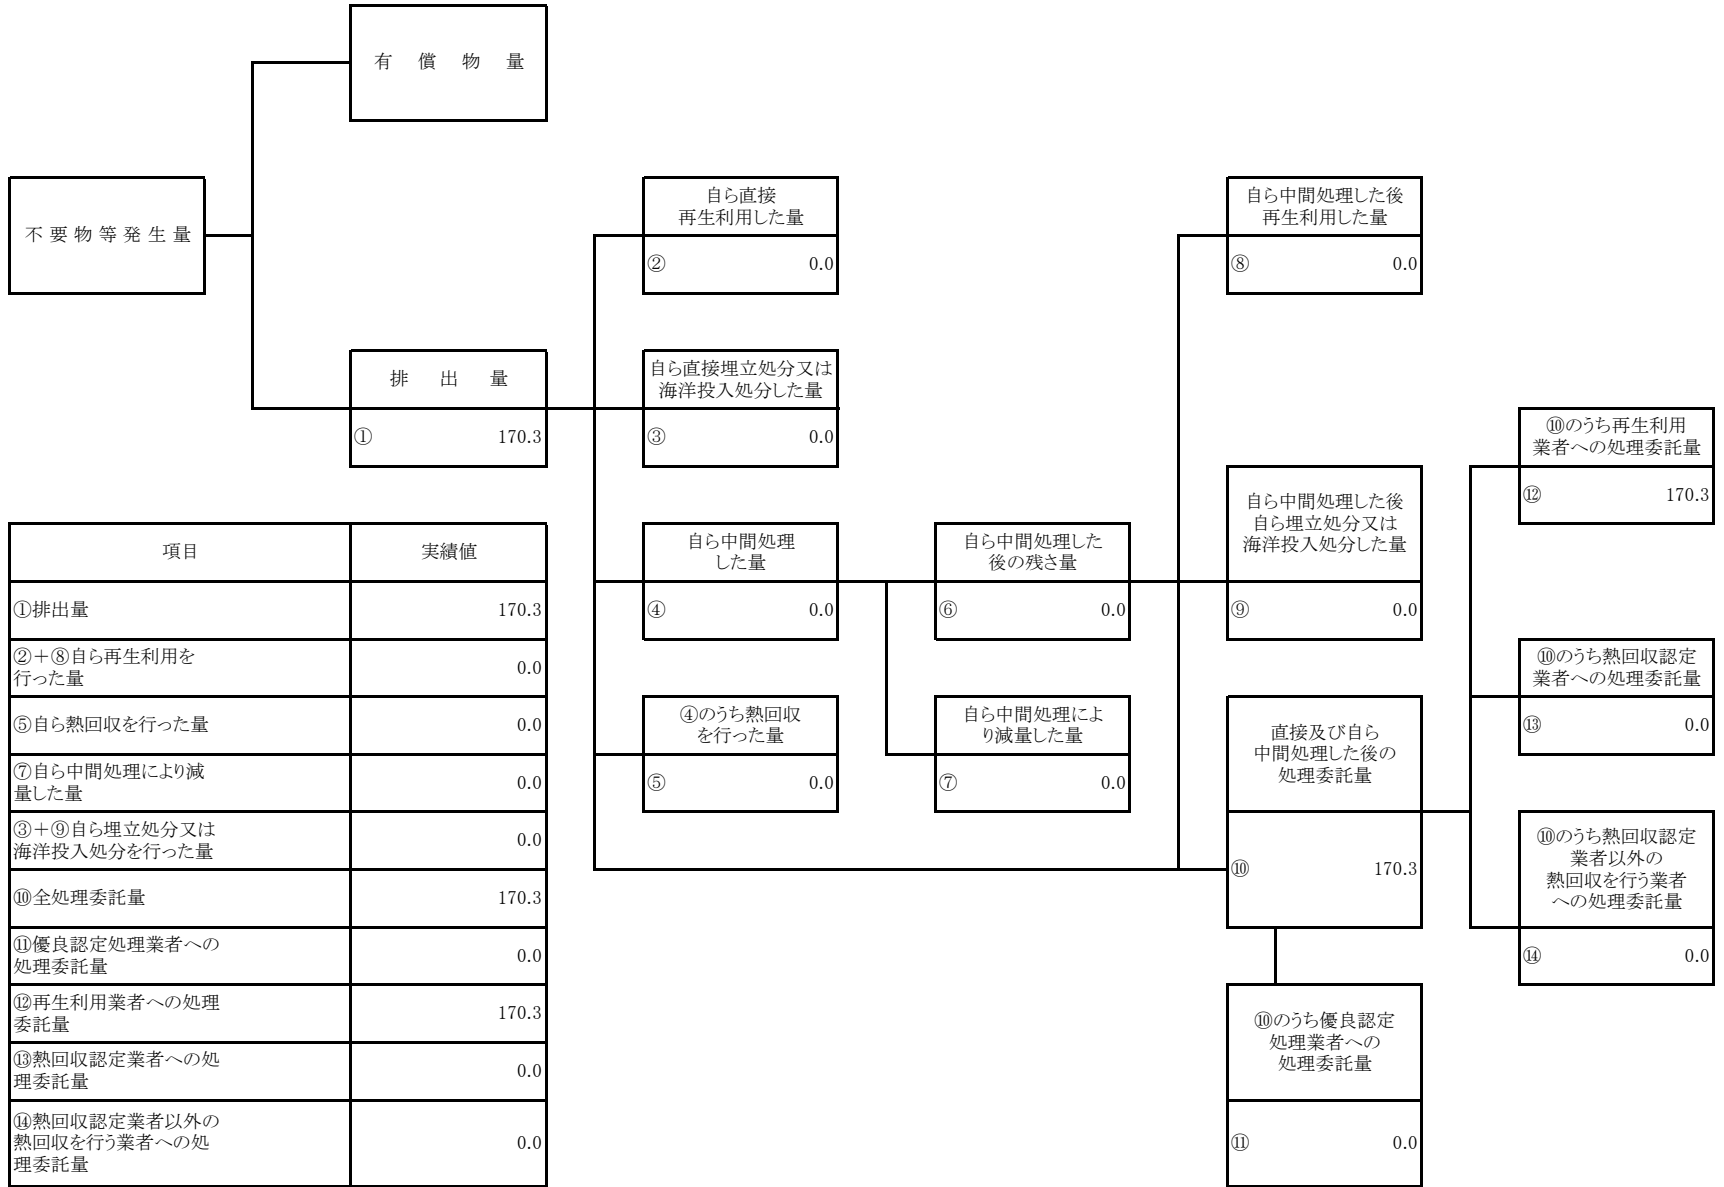 有償物量
不要物等発生量
排出量
① 170.3
自ら直接
再生利用した量
② 0.0
自ら直接埋立処分又は
海洋投入処分した量
③ 0.0
自ら中間処理
した量
④ 0.0
④のうち熱回収
を行った量
⑤ 0.0
自ら中間処理した
後の残さ量
⑥ 0.0
自ら中間処理によ
り減量した量
⑦ 0.0
自ら中間処理した後
再生利用した量
⑧ 0.0
自ら中間処理した後
自ら埋立処分又は
海洋投入処分した量
⑨ 0.0
直接及び自ら
中間処理した後の
処理委託量
⑩ 170.3
⑩のうち優良認定
処理業者への
処理委託量
⑪ 0.0
⑩のうち再生利用
業者への処理委託量
⑫ 170.3
⑩のうち熱回収認定
業者への処理委託量
⑬ 0.0
⑩のうち熱回収認定
業者以外の
熱回収を行う業者
への処理委託量
⑭ 0.0
項目 実績値
①排出量 170.3
②＋⑧自ら再生利用を
行った量 0.0
⑤自ら熱回収を行った量 0.0
⑦自ら中間処理により減
量した量 0.0
③＋⑨自ら埋立処分又は
海洋投入処分を行った量 0.0
⑩全処理委託量 170.3
⑪優良認定処理業者への
処理委託量 0.0
⑫再生利用業者への処理
委託量 170.3
⑬熱回収認定業者への処
理委託量 0.0
⑭熱回収認定業者以外の
熱回収を行う業者への処
理委託量 0.0